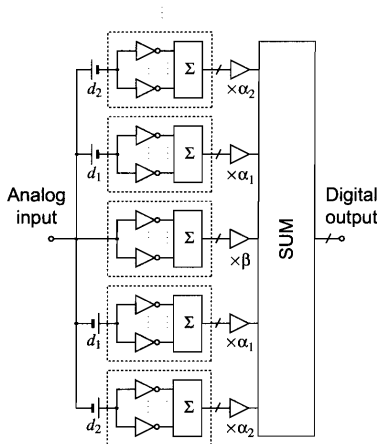 d2
Σ
×α2
d1
Σ
×α1
Analog input
Σ
×β
SUM
Digital output
d1
Σ
×α1
d2
Σ
×α2